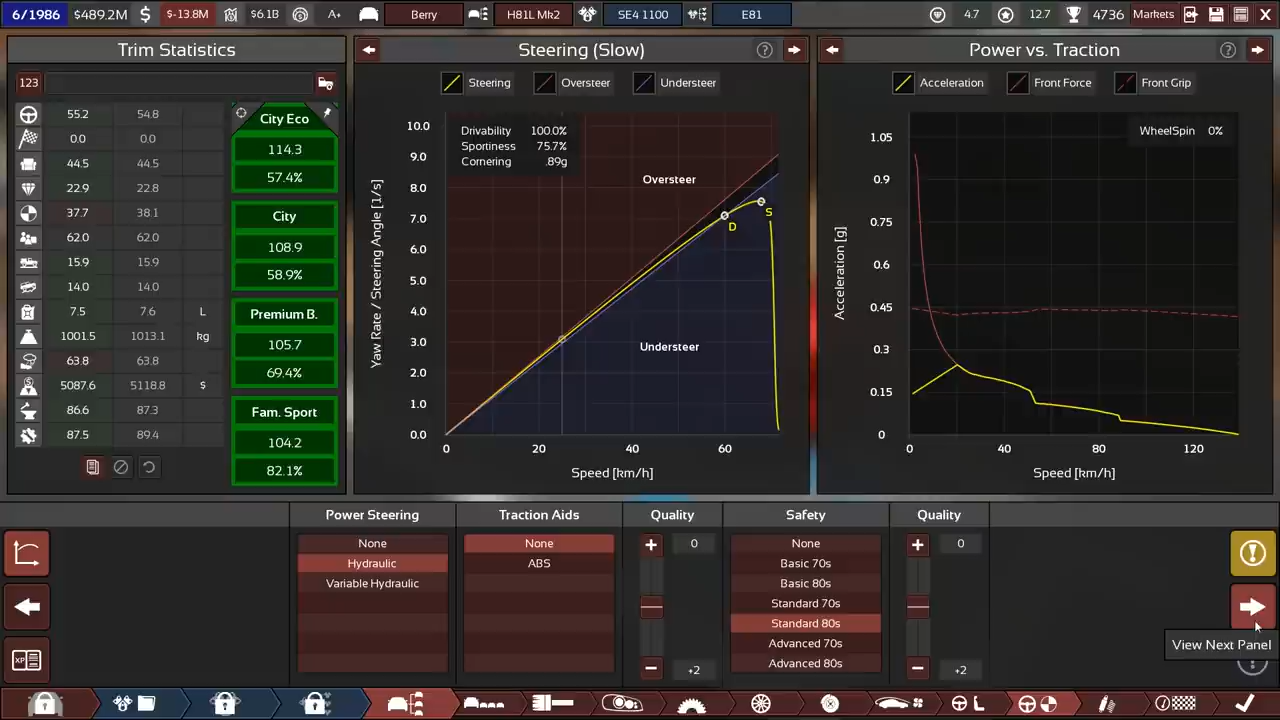 6/1986 $489.2M $-13.8M $6.1B A+ Berry H81L Mk2 SE4 1100 E81 4.7 12.7 4736 Markets
Trim Statistics
123
55.2 54.8
0.0 0.0
44.5 44.5
22.9 22.8
37.7 38.1
62.0 62.0
15.9 15.9
14.0 14.0
7.5 7.6 L
1001.5 1013.1 kg
63.8 63.8
5087.6 5118.8 $
86.6 87.3
87.5 89.4
City Eco
114.3
57.4%
City
108.9
58.9%
Premium B.
105.7
69.4%
Fam. Sport
104.2
82.1%
Steering (Slow)
Steering Oversteer Understeer
Drivability 100.0%
Sportiness 75.7%
Cornering .89g
Yaw Rate / Steering Angle [1/s]
10.0
9.0
8.0
7.0
6.0
5.0
4.0
3.0
2.0
1.0
0.0
Oversteer
Understeer
D
S
0 20 40 60
Speed [km/h]
Power vs. Traction
Acceleration Front Force Front Grip
WheelSpin 0%
Acceleration [g]
1.05
0.9
0.75
0.6
0.45
0.3
0.15
0
0 40 80 120
Speed [km/h]
Power Steering
None
Hydraulic
Variable Hydraulic
Traction Aids
None
ABS
Quality
+ 0
− +2
Safety
None
Basic 70s
Basic 80s
Standard 70s
Standard 80s
Advanced 70s
Advanced 80s
Quality
+ 0
− +2
View Next Panel
XP